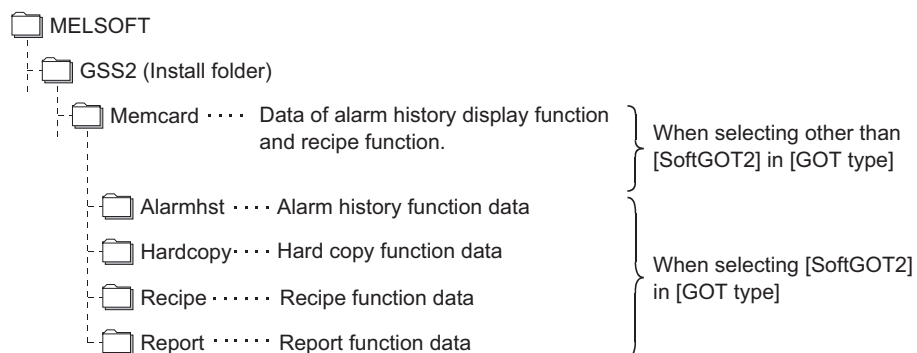 MELSOFT
GSS2 (Install folder)
Memcard ···· Data of alarm history display function
and recipe function.
When selecting other than
[SoftGOT2] in [GOT type]
Alarmhst ···· Alarm history function data
Hardcopy···· Hard copy function data
Recipe ······ Recipe function data
Report ······ Report function data
When selecting [SoftGOT2]
in [GOT type]